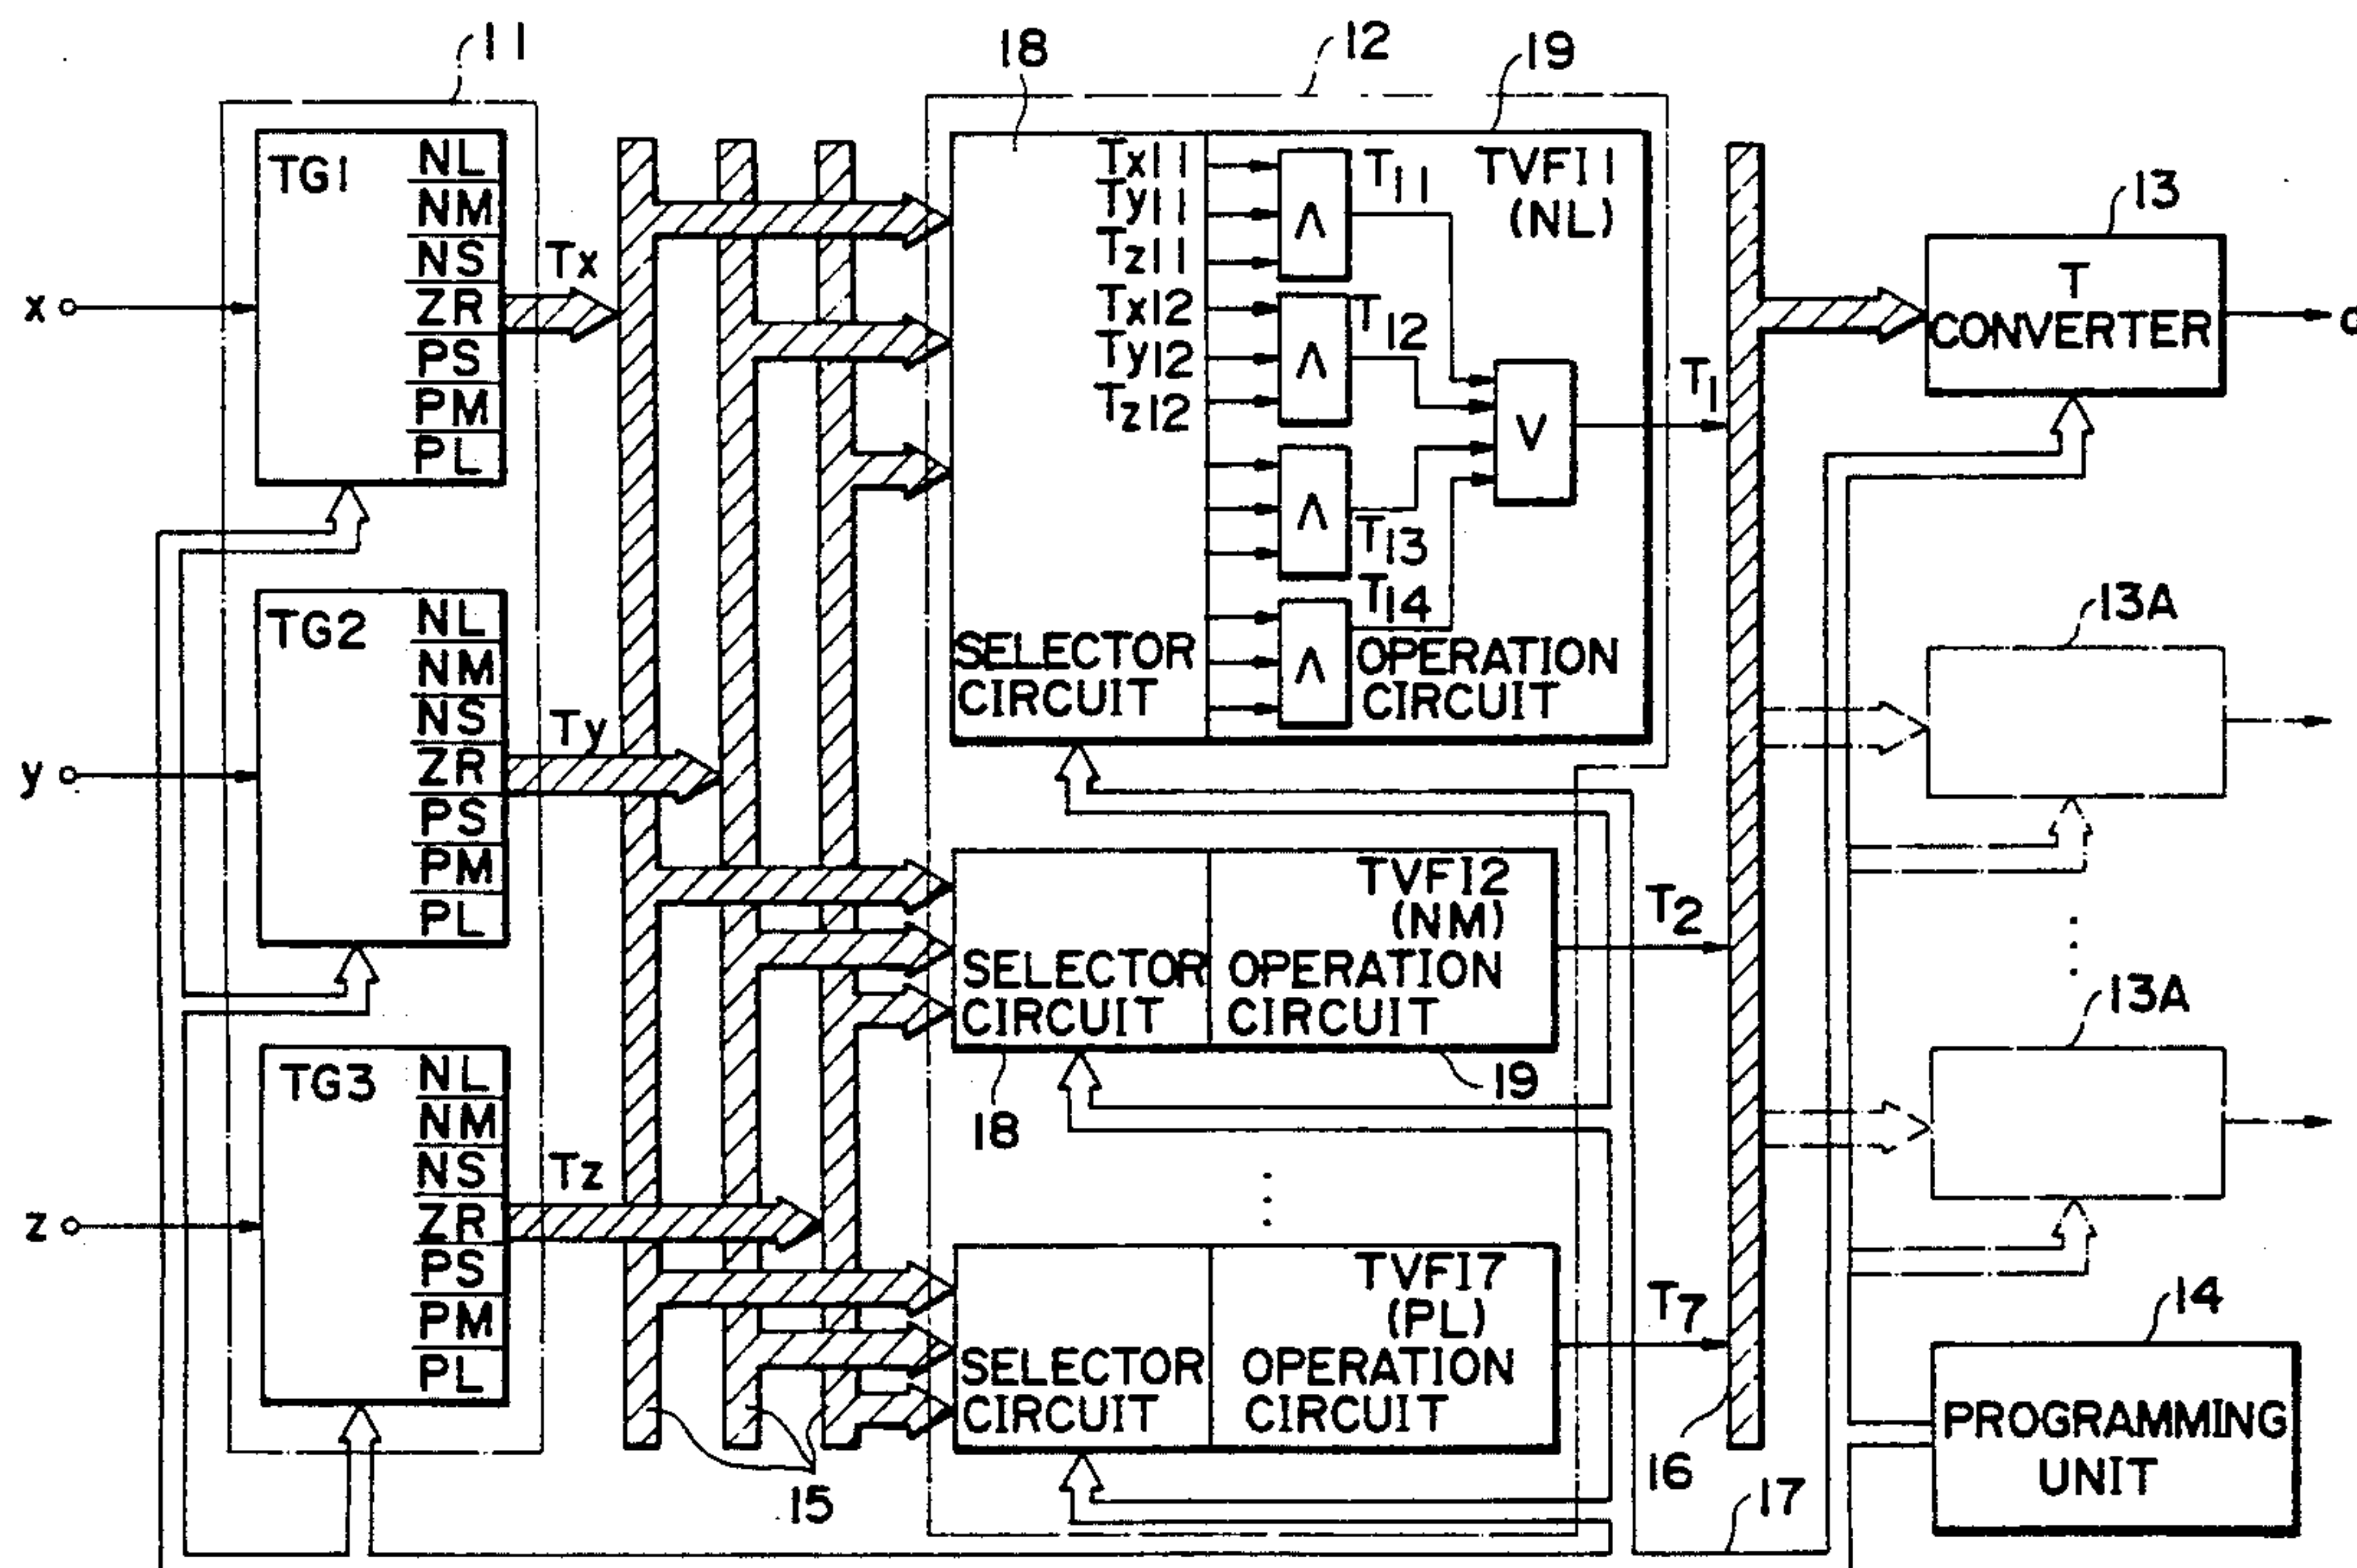 11
18
12
19
TG1
NL
NM
NS
ZR
PS
PM
PL
x
Tx
Tx11
Ty11
Tz11
Tx12
Ty12
Tz12
Λ
Λ
Λ
Λ
T11
T12
T13
T14
V
TVFI1
(NL)
SELECTOR
CIRCUIT
OPERATION
CIRCUIT
T1
13
T
CONVERTER
TG2
NL
NM
NS
ZR
PS
PM
PL
y
Ty
13A
TVFI2
(NM)
SELECTOR
CIRCUIT
OPERATION
CIRCUIT
T2
18
19
13A
TG3
NL
NM
NS
ZR
PS
PM
PL
z
Tz
TVFI7
(PL)
SELECTOR
CIRCUIT
OPERATION
CIRCUIT
T7
14
PROGRAMMING
UNIT
15
16
17